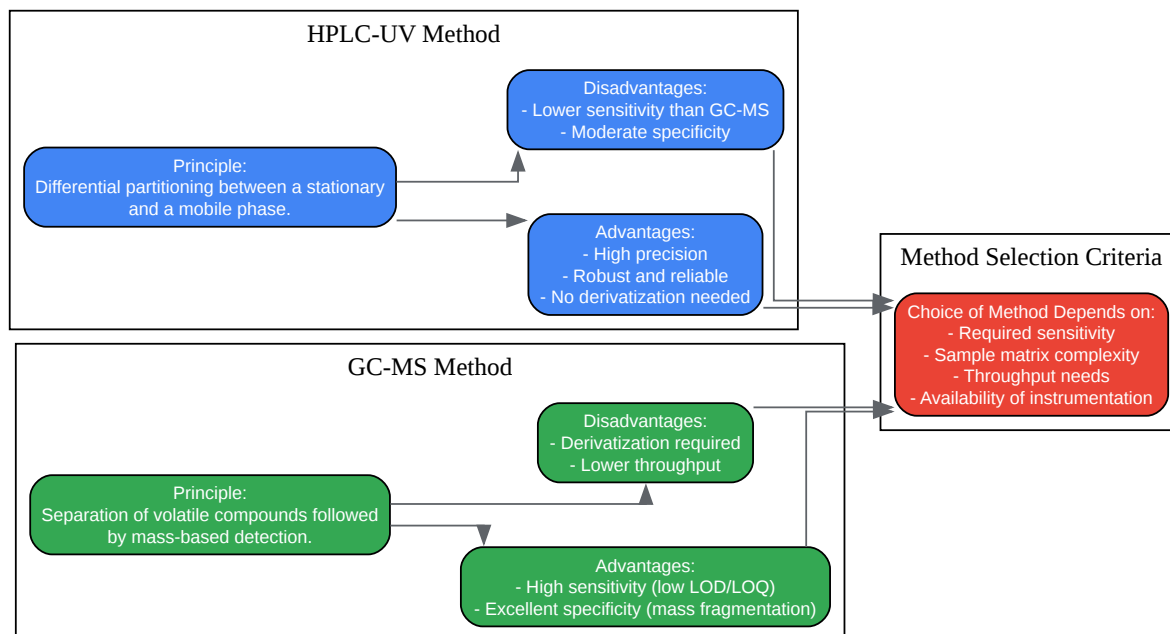 HPLC-UV Method
Disadvantages:
- Lower sensitivity than GC-MS
- Moderate specificity
Principle:
Differential partitioning between a stationary
and a mobile phase.
Advantages:
- High precision
- Robust and reliable
- No derivatization needed
Method Selection Criteria
Choice of Method Depends on:
- Required sensitivity
- Sample matrix complexity
- Throughput needs
- Availability of instrumentation
GC-MS Method
Disadvantages:
- Derivatization required
- Lower throughput
Principle:
Separation of volatile compounds followed
by mass-based detection.
Advantages:
- High sensitivity (low LOD/LOQ)
- Excellent specificity (mass fragmentation)